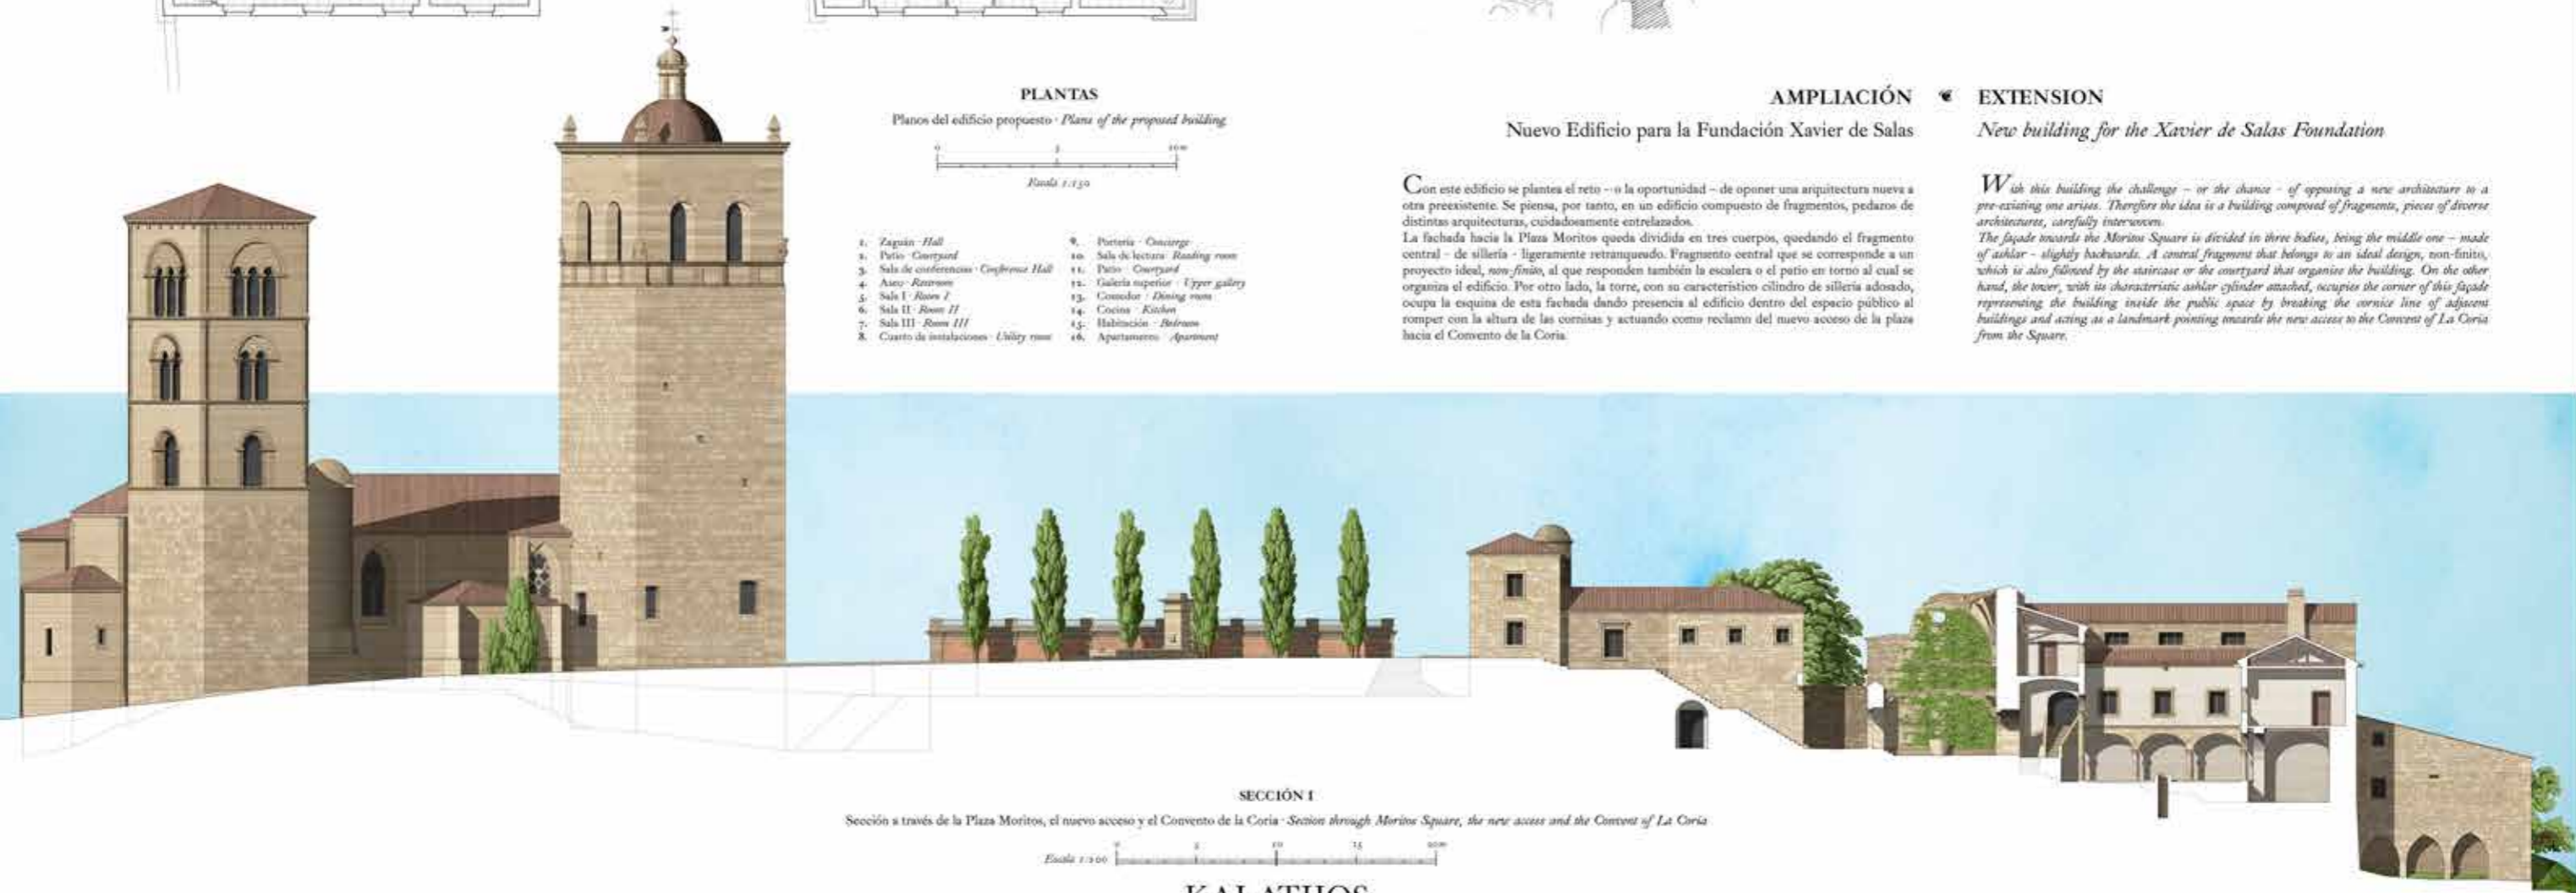 PLANTAS
Planos del edificio propuesto · Plans of the proposed building
0 5 10 m
Escala 1:150
1. Zaguán · Hall
2. Patio · Courtyard
3. Sala de conferencias · Conference Hall
4. Aseo · Restroom
5. Sala I · Room I
6. Sala II · Room II
7. Sala III · Room III
8. Cuarto de instalaciones · Utility room
9. Portería · Concierge
10. Sala de lectura · Reading room
11. Patio · Courtyard
12. Galería superior · Upper gallery
13. Comedor · Dining room
14. Cocina · Kitchen
15. Habitación · Bedroom
16. Apartamento · Apartment
AMPLIACIÓN
Nuevo Edificio para la Fundación Xavier de Salas
Con este edificio se plantea el reto – o la oportunidad – de oponer una arquitectura nueva a
otra preexistente. Se piensa, por tanto, en un edificio compuesto de fragmentos, pedazos de
distintas arquitecturas, cuidadosamente entrelazados.
La fachada hacia la Plaza Moritos queda dividida en tres cuerpos, quedando el fragmento
central - de sillería - ligeramente retranqueado. Fragmento central que se corresponde a un
proyecto ideal, non-finito, al que responden también la escalera o el patio en torno al cual se
organiza el edificio. Por otro lado, la torre, con su característico cilindro de sillería adosado,
ocupa la esquina de esta fachada dando presencia al edificio dentro del espacio público al
romper con la altura de las cornisas y actuando como reclamo del nuevo acceso de la plaza
hacia el Convento de la Coria.
EXTENSION
New building for the Xavier de Salas Foundation
With this building the challenge – or the chance – of opposing a new architecture to a
pre-existing one arises. Therefore the idea is a building composed of fragments, pieces of diverse
architectures, carefully interwoven.
The façade towards the Moritos Square is divided in three bodies, being the middle one – made
of ashlar – slightly backwards. A central fragment that belongs to an ideal design, non-finito,
which is also followed by the staircase or the courtyard that organise the building. On the other
hand, the tower, with its characteristic ashlar cylinder attached, occupies the corner of this façade
representing the building inside the public space by breaking the cornice line of adjacent
buildings and acting as a landmark pointing towards the new access to the Convent of La Coria
from the Square.
SECCIÓN I
Sección a través de la Plaza Moritos, el nuevo acceso y el Convento de la Coria · Section through Moritos Square, the new access and the Convent of La Coria
Escala 1:200 0 5 10 15 20 m
KALATHOS